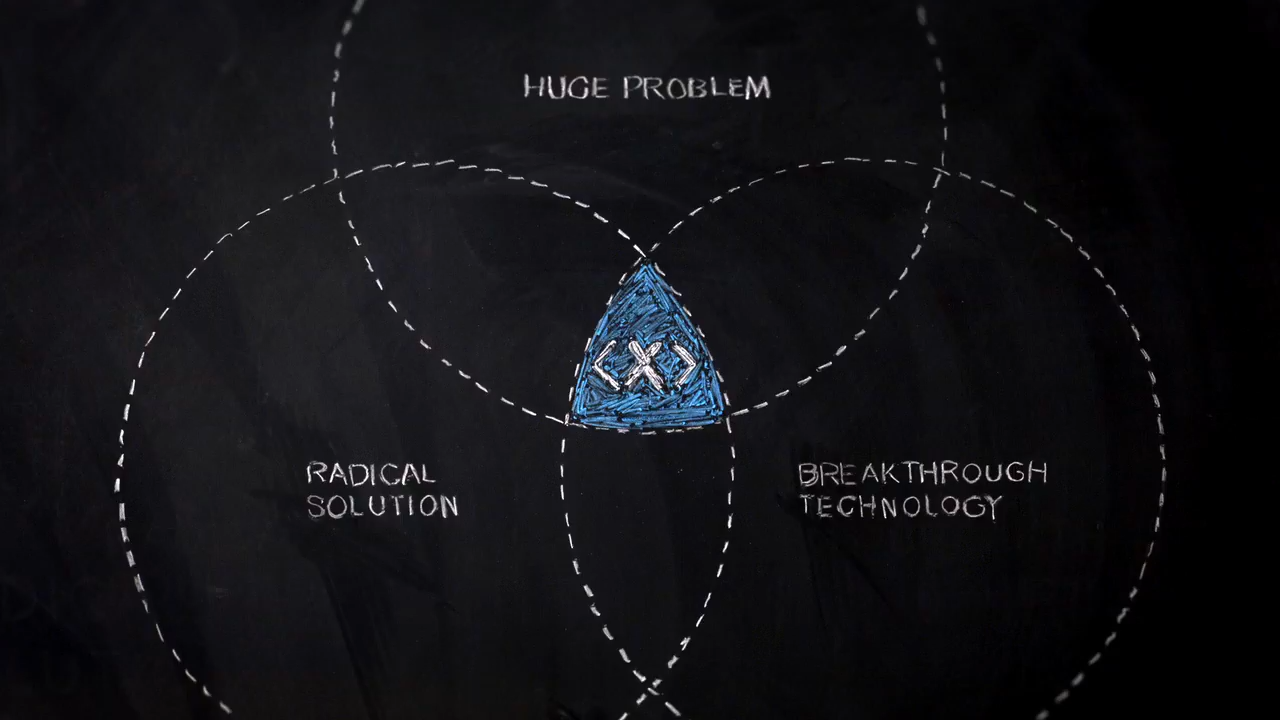 HUGE PROBLEM
<X>
RADICAL
SOLUTION
BREAKTHROUGH
TECHNOLOGY